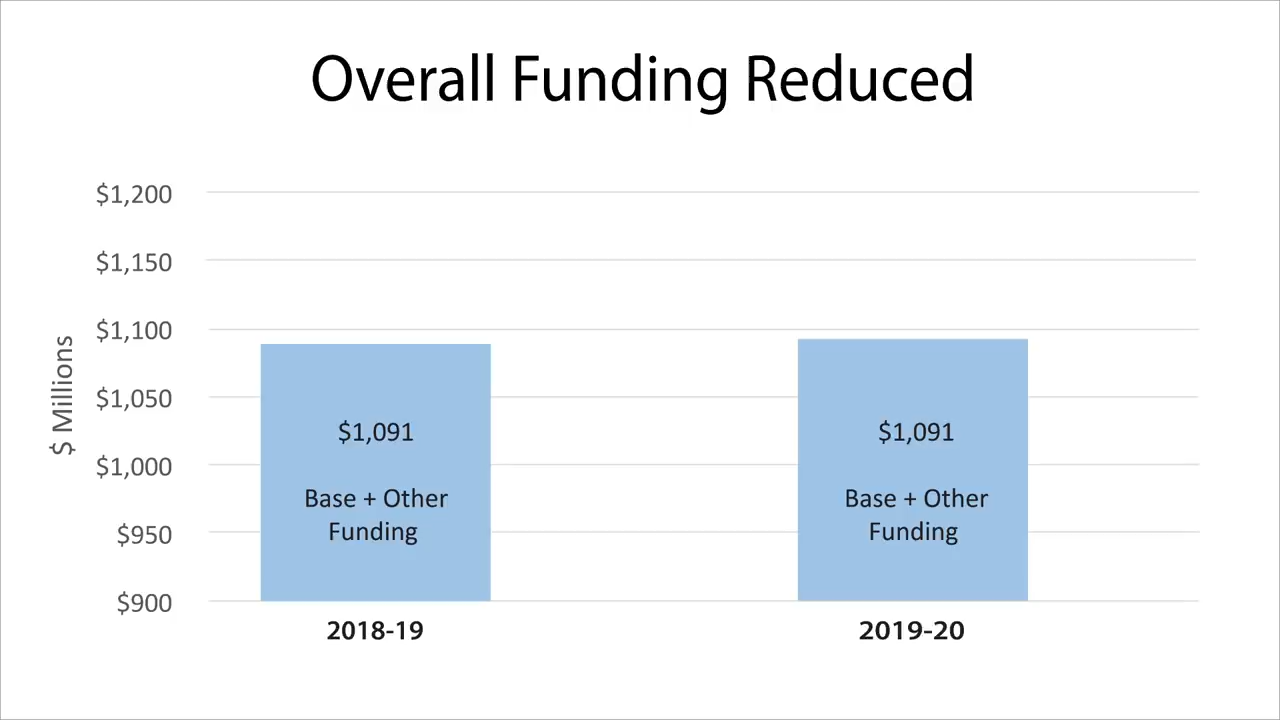 Overall Funding Reduced
$ Millions
$1,200
$1,150
$1,100
$1,050
$1,000
$950
$900
$1,091
Base + Other
Funding
$1,091
Base + Other
Funding
2018-19
2019-20